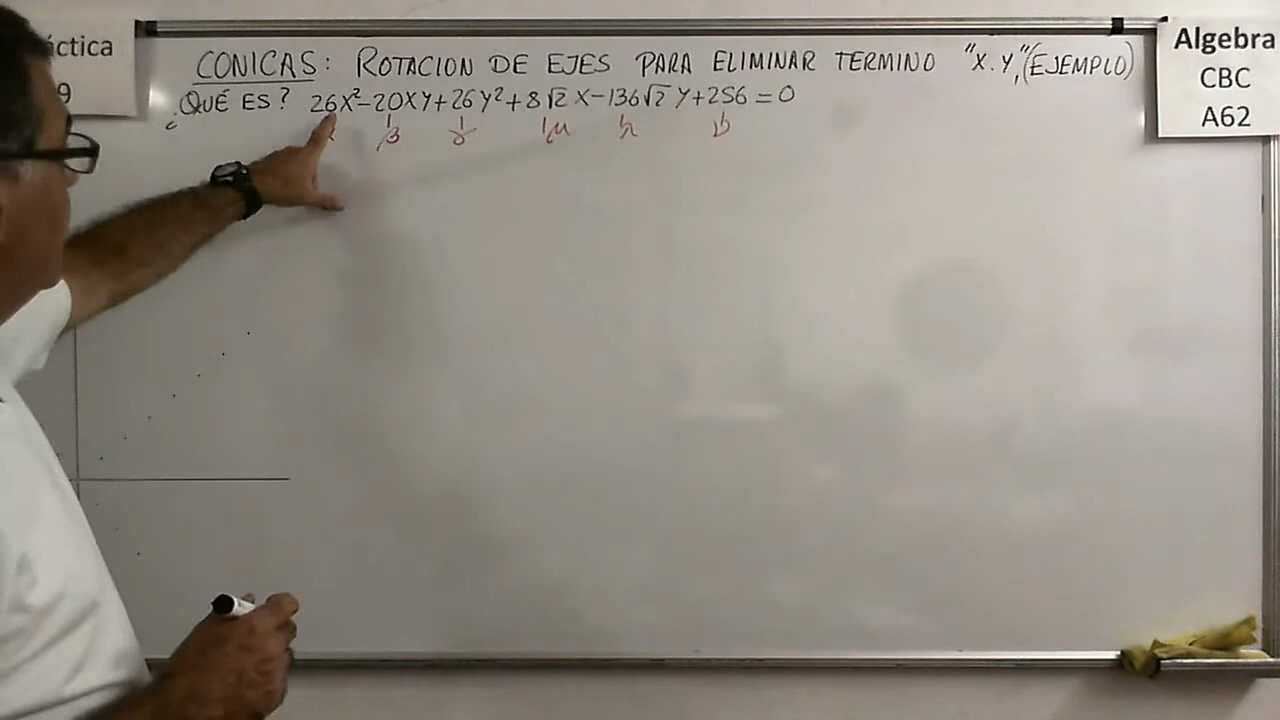 áctica
9
CONICAS: ROTACION DE EJES PARA ELIMINAR TERMINO "X.Y" (EJEMPLO)
¿QUÉ ES? 26X²-20XY+26Y²+8√2 X-136√2 Y+256=0
β γ μ
Algebra
CBC
A62